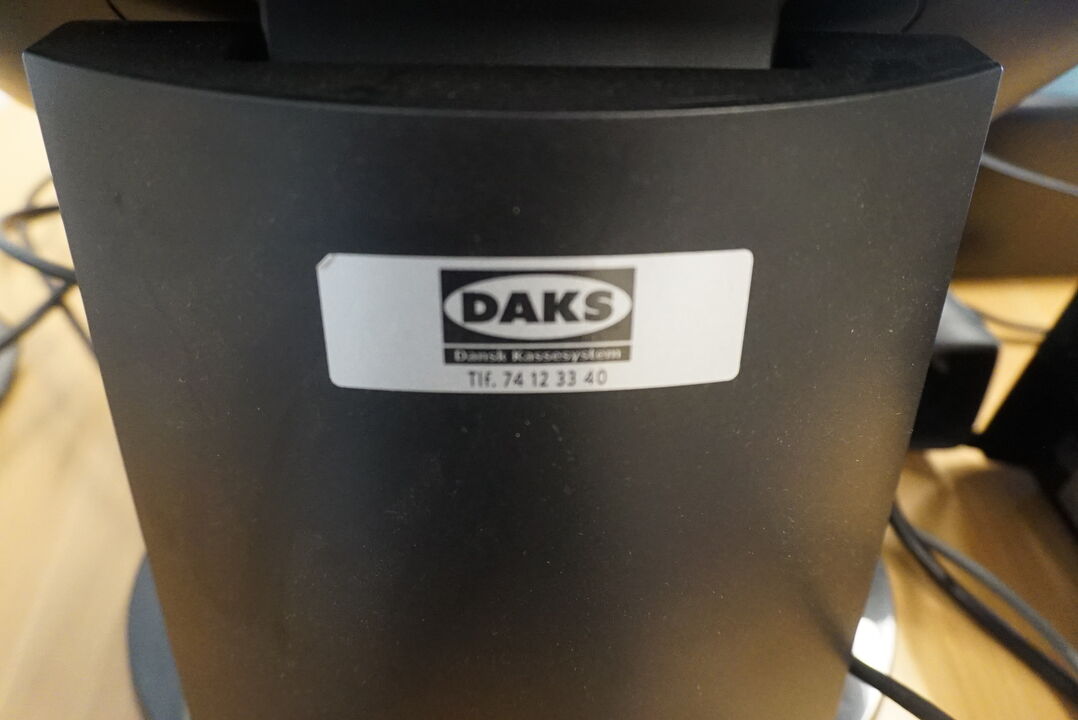 DAKS
Dansk Kassesystem
Tlf. 74 12 33 40